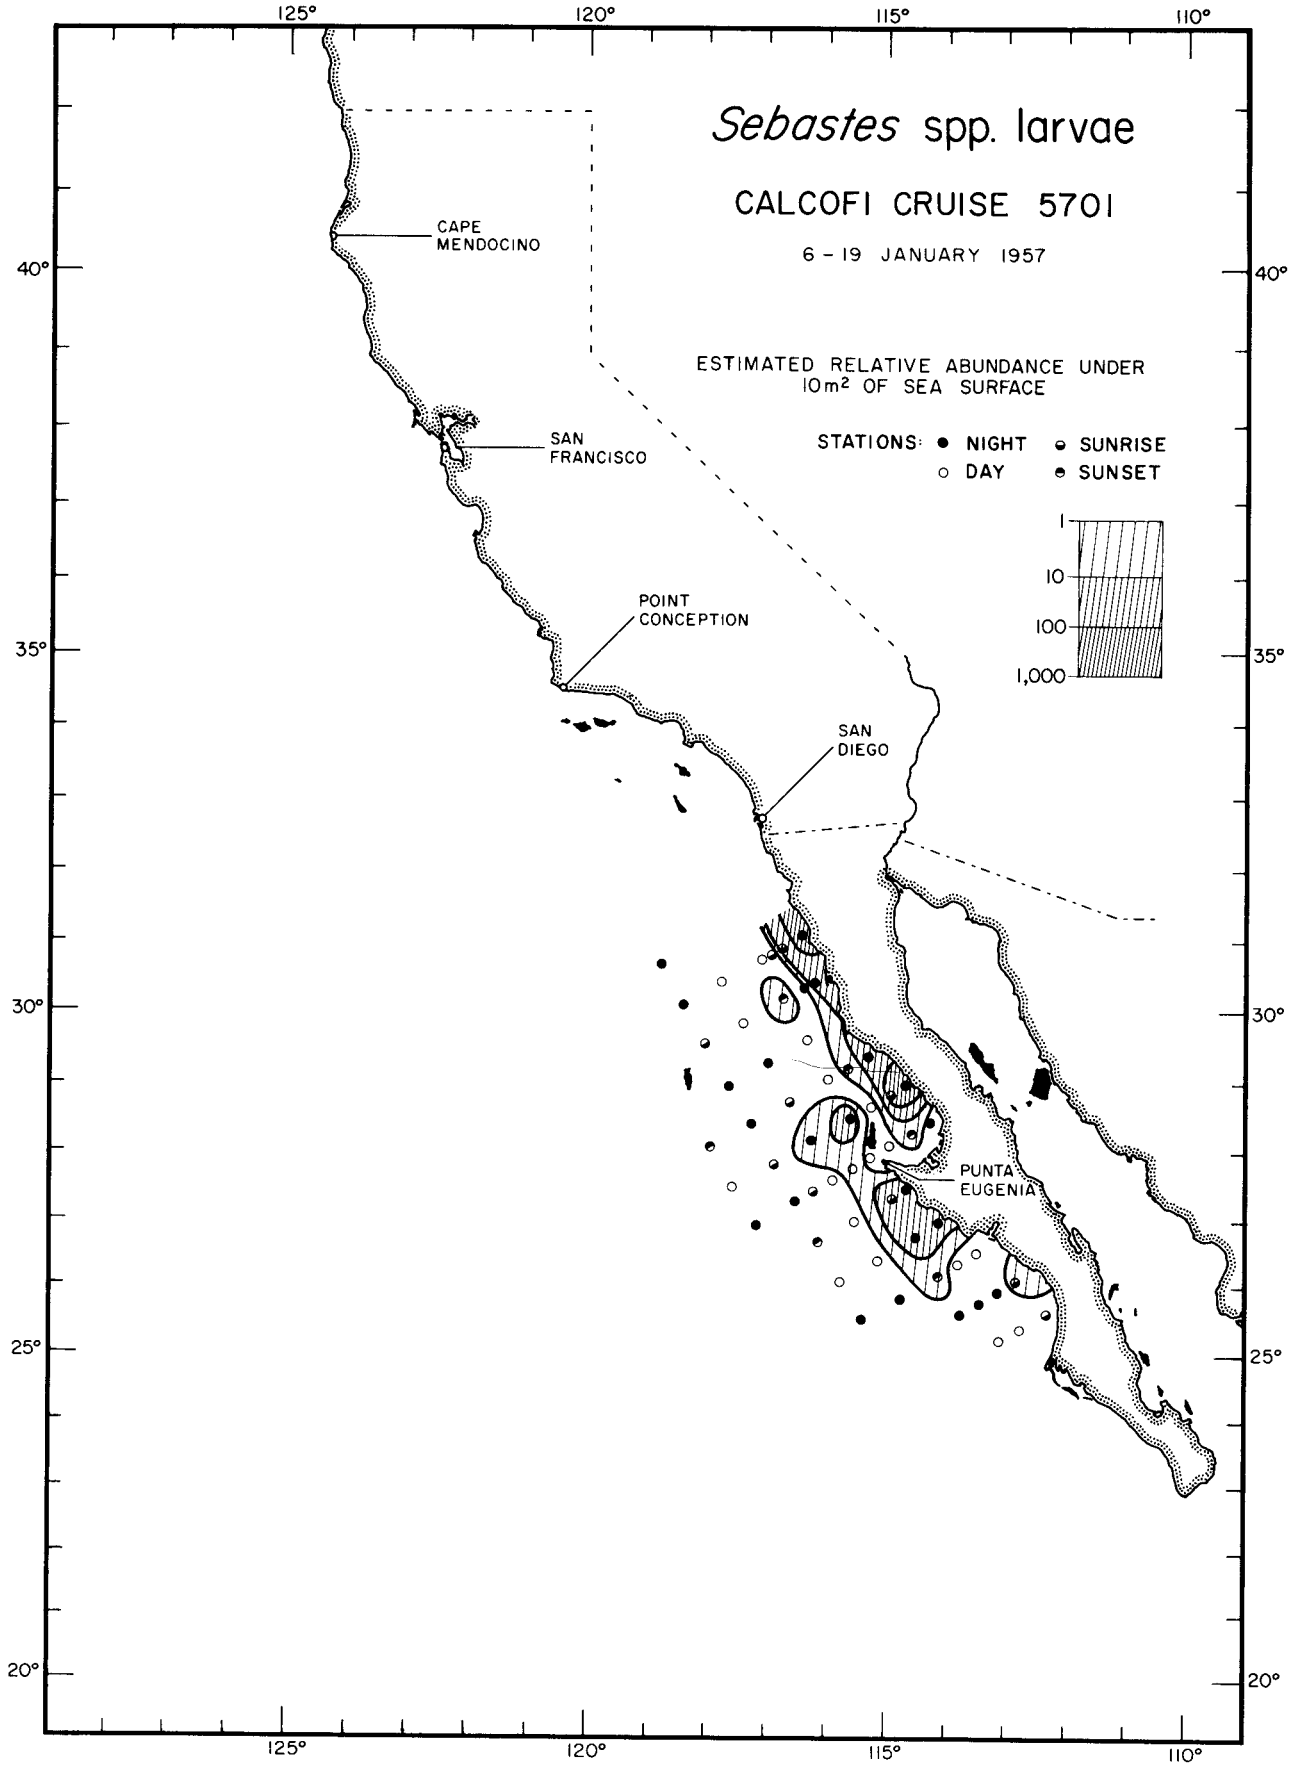 125° 120° 115° 110°
Sebastes spp. larvae
CALCOFI CRUISE 5701
6 – 19 JANUARY 1957
CAPE
MENDOCINO
40° 40°
ESTIMATED RELATIVE ABUNDANCE UNDER
10m² OF SEA SURFACE
STATIONS: ● NIGHT ◒ SUNRISE
○ DAY ◓ SUNSET
SAN
FRANCISCO
1
10
100
1,000
POINT
CONCEPTION
35° 35°
SAN
DIEGO
30° 30°
PUNTA
EUGENIA
25° 25°
20° 20°
125° 120° 115° 110°